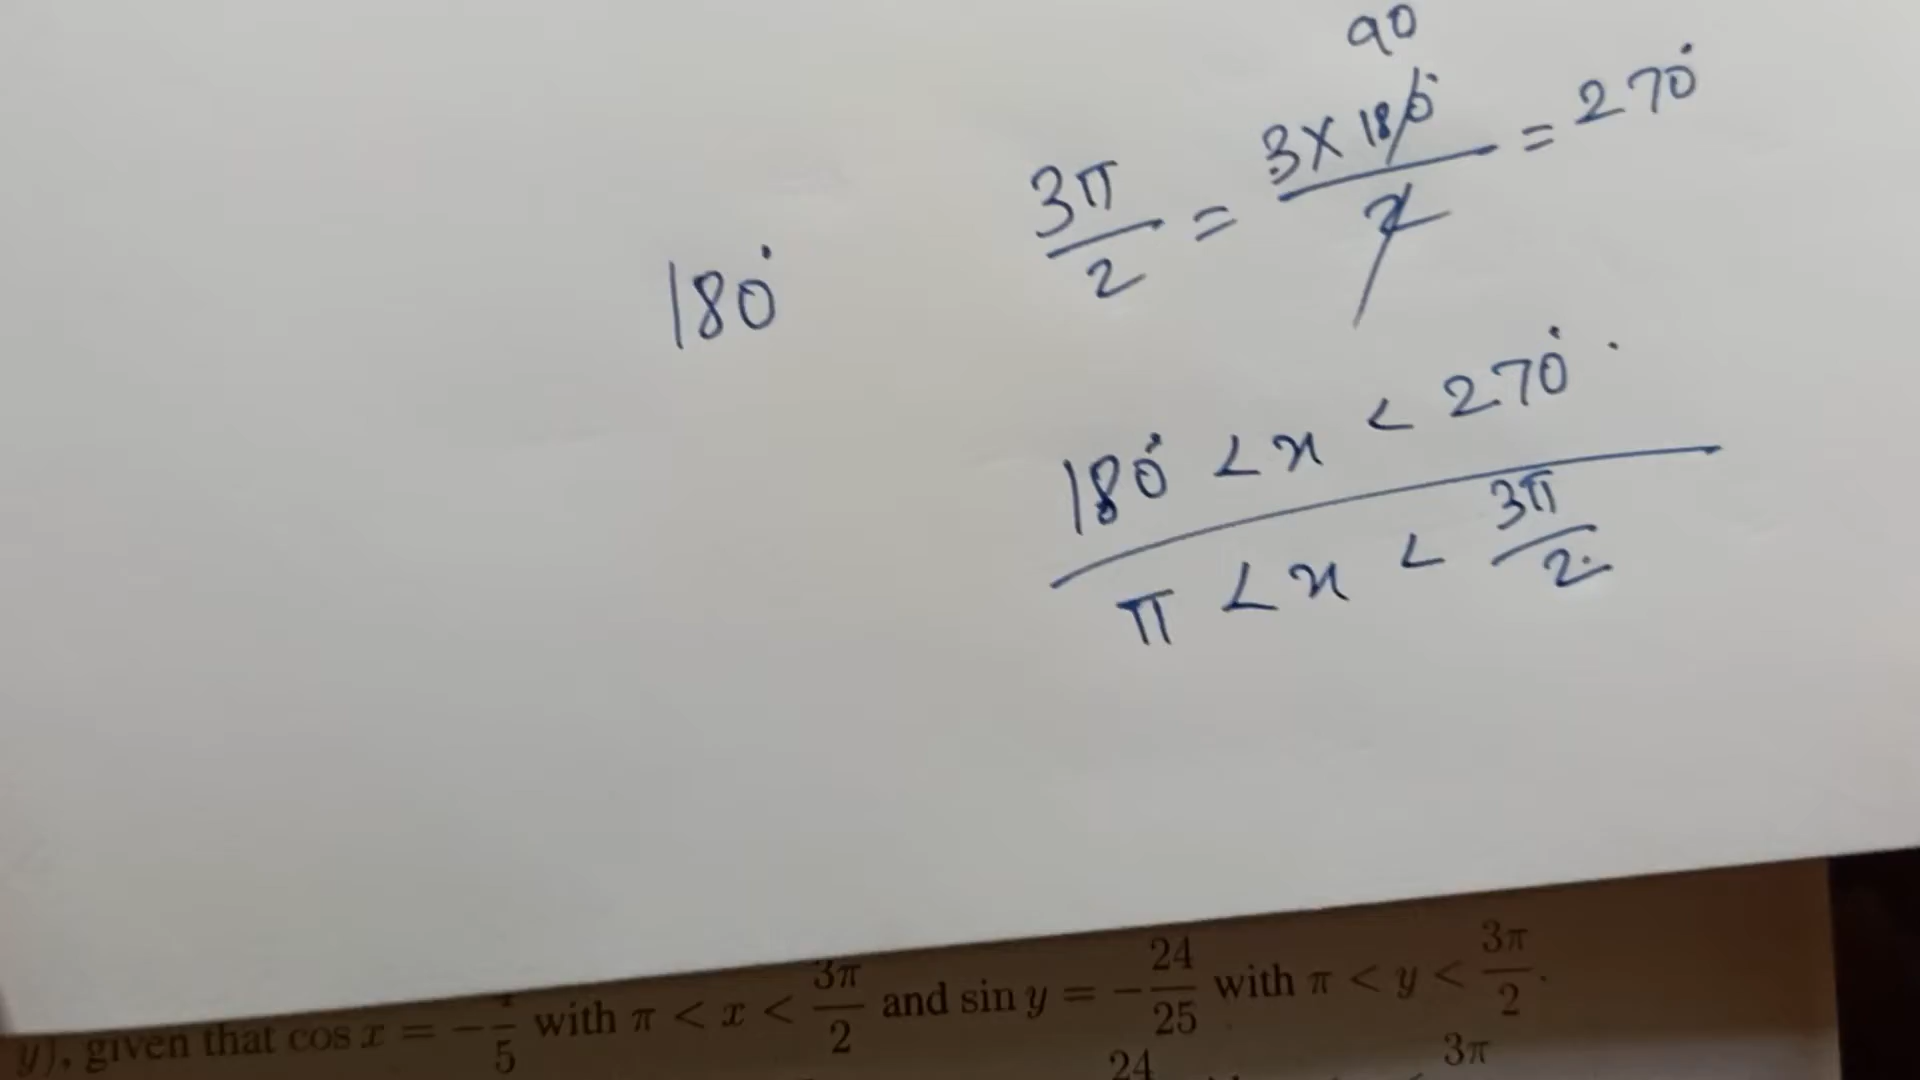 90
3π/2 = 3 × 180°/2 = 270°
180°
180° < x < 270°
π < x < 3π/2
y), given that cos x = −/5 with π < x < 3π/2 and sin y = −24/25 with π < y < 3π/2.
24 3π